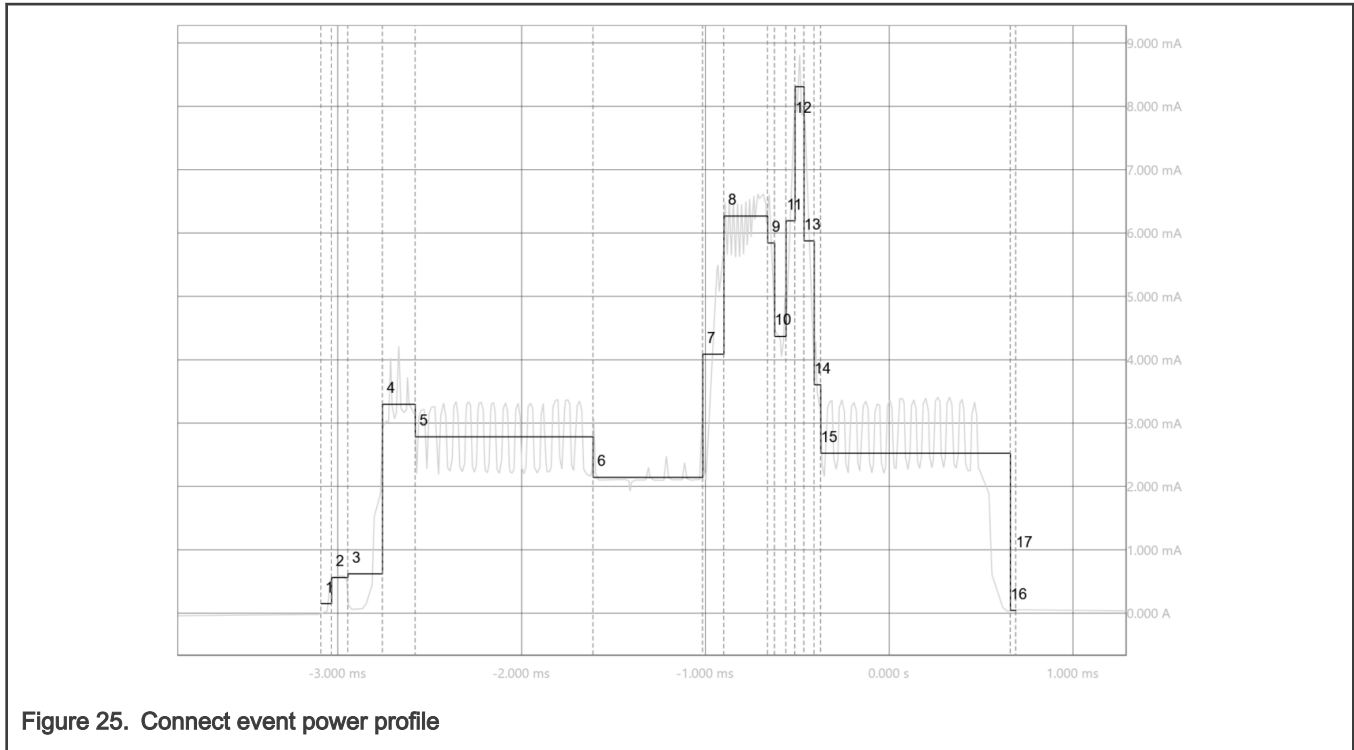 9.000 mA
12
8.000 mA
7.000 mA
8
11
9
13
6.000 mA
5.000 mA
10
7
4.000 mA
14
4
5
15
3.000 mA
6
2.000 mA
17
1.000 mA
2
3
1
16
0.000 A
-3.000 ms
-2.000 ms
-1.000 ms
0.000 s
1.000 ms
Figure 25. Connect event power profile